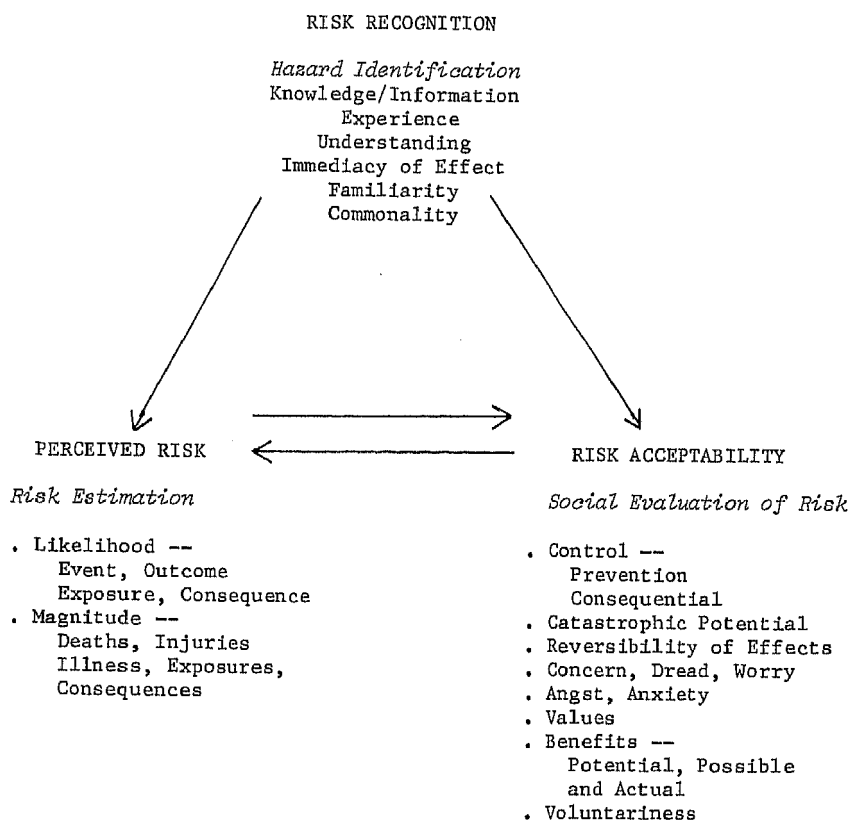 RISK RECOGNITION
Hazard Identification
Knowledge/Information
Experience
Understanding
Immediacy of Effect
Familiarity
Commonality
PERCEIVED RISK
Risk Estimation
. Likelihood --
Event, Outcome
Exposure, Consequence
. Magnitude --
Deaths, Injuries
Illness, Exposures,
Consequences
RISK ACCEPTABILITY
Social Evaluation of Risk
. Control --
Prevention
Consequential
. Catastrophic Potential
. Reversibility of Effects
. Concern, Dread, Worry
. Angst, Anxiety
. Values
. Benefits --
Potential, Possible
and Actual
. Voluntariness